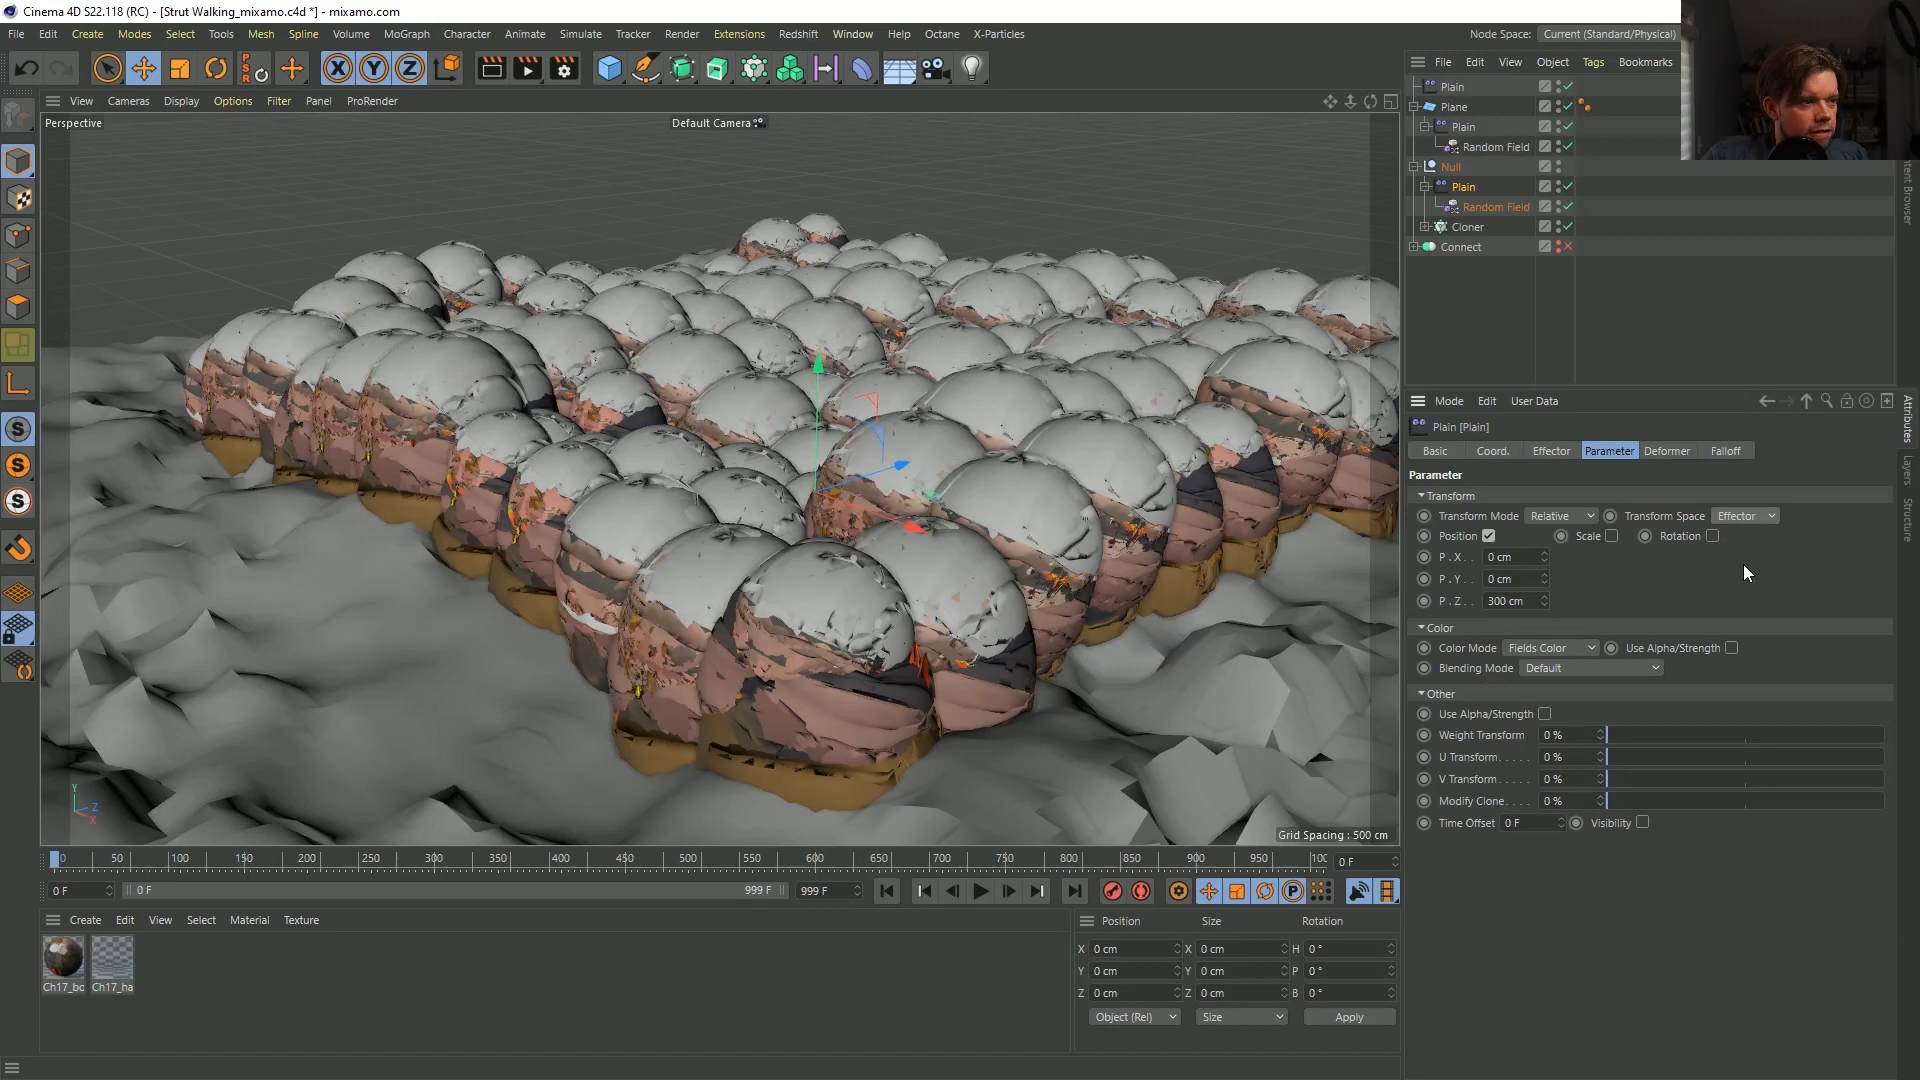 Cinema 4D S22.118 (RC) - [Strut Walking_mixamo.c4d *] - mixamo.com
File Edit Create Modes Select Tools Mesh Spline Volume MoGraph Character Animate Simulate Tracker Render Extensions Redshift Window Help Octane X-Particles
Node Space: Current (Standard/Physical)
File Edit View Object Tags Bookmarks
View Cameras Display Options Filter Panel ProRender
Perspective
Default Camera
Plain
Plane
Plain
Random Field
Null
Plain
Random Field
Cloner
Connect
Mode Edit User Data
Plain [Plain]
Basic Coord. Effector Parameter Deformer Falloff
Parameter
Transform
Transform Mode Relative Transform Space Effector
Position Scale Rotation
P . X . . 0 cm
P . Y . . 0 cm
P . Z . . 300 cm
Color
Color Mode Fields Color Use Alpha/Strength
Blending Mode Default
Other
Use Alpha/Strength
Weight Transform 0 %
U Transform . . . . . 0 %
V Transform . . . . . 0 %
Modify Clone . . . . 0 %
Time Offset 0 F Visibility
Attributes
Layers
Structure
Y
Z
X
Grid Spacing : 500 cm
0 50 100 150 200 250 300 350 400 450 500 550 600 650 700 750 800 850 900 950 100 0 F
0 F 0 F 999 F 999 F
Create Edit View Select Material Texture
Ch17_bo Ch17_ha
Position Size Rotation
X 0 cm X 0 cm H 0 °
Y 0 cm Y 0 cm P 0 °
Z 0 cm Z 0 cm B 0 °
Object (Rel) Size Apply